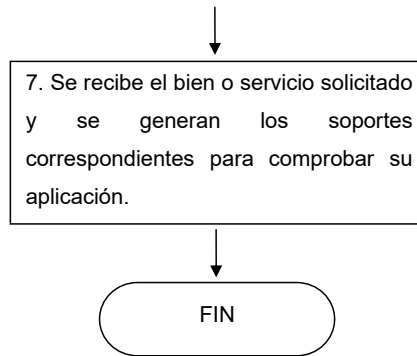 7. Se recibe el bien o servicio solicitado
y se generan los soportes
correspondientes para comprobar su
aplicación.
FIN